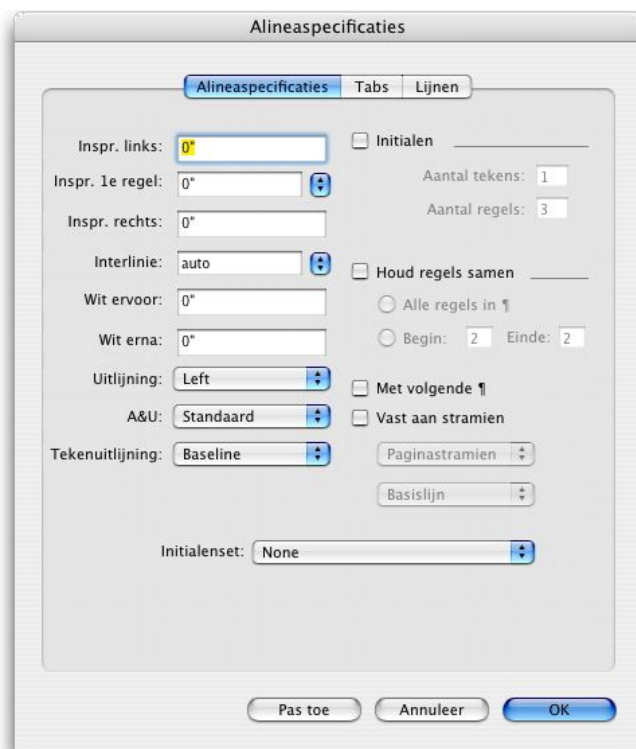 Alineaspecificaties
Alineaspecificaties Tabs Lijnen
Inspr. links: 0"
Inspr. 1e regel: 0"
Inspr. rechts: 0"
Interlinie: auto
Wit ervoor: 0"
Wit erna: 0"
Uitlijning: Left
A&U: Standaard
Tekenuitlijning: Baseline
Initialen
Aantal tekens: 1
Aantal regels: 3
Houd regels samen
Alle regels in ¶
Begin: 2 Einde: 2
Met volgende ¶
Vast aan stramien
Paginastramien
Basislijn
Initialenset: None
Pas toe Annuleer OK